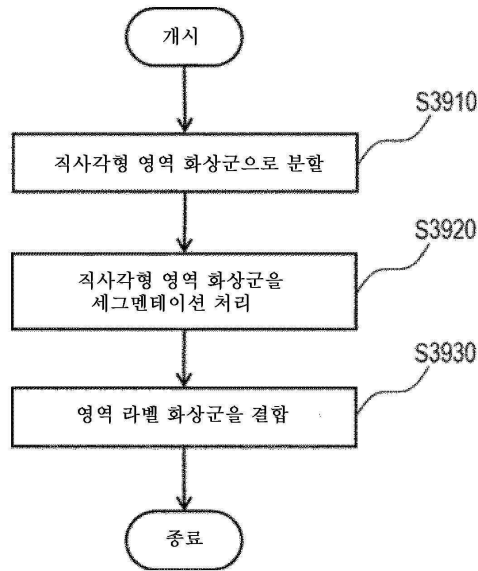 개시
S3910
직사각형 영역 화상군으로 분할
S3920
직사각형 영역 화상군을
세그멘테이션 처리
S3930
영역 라벨 화상군을 결합
종료